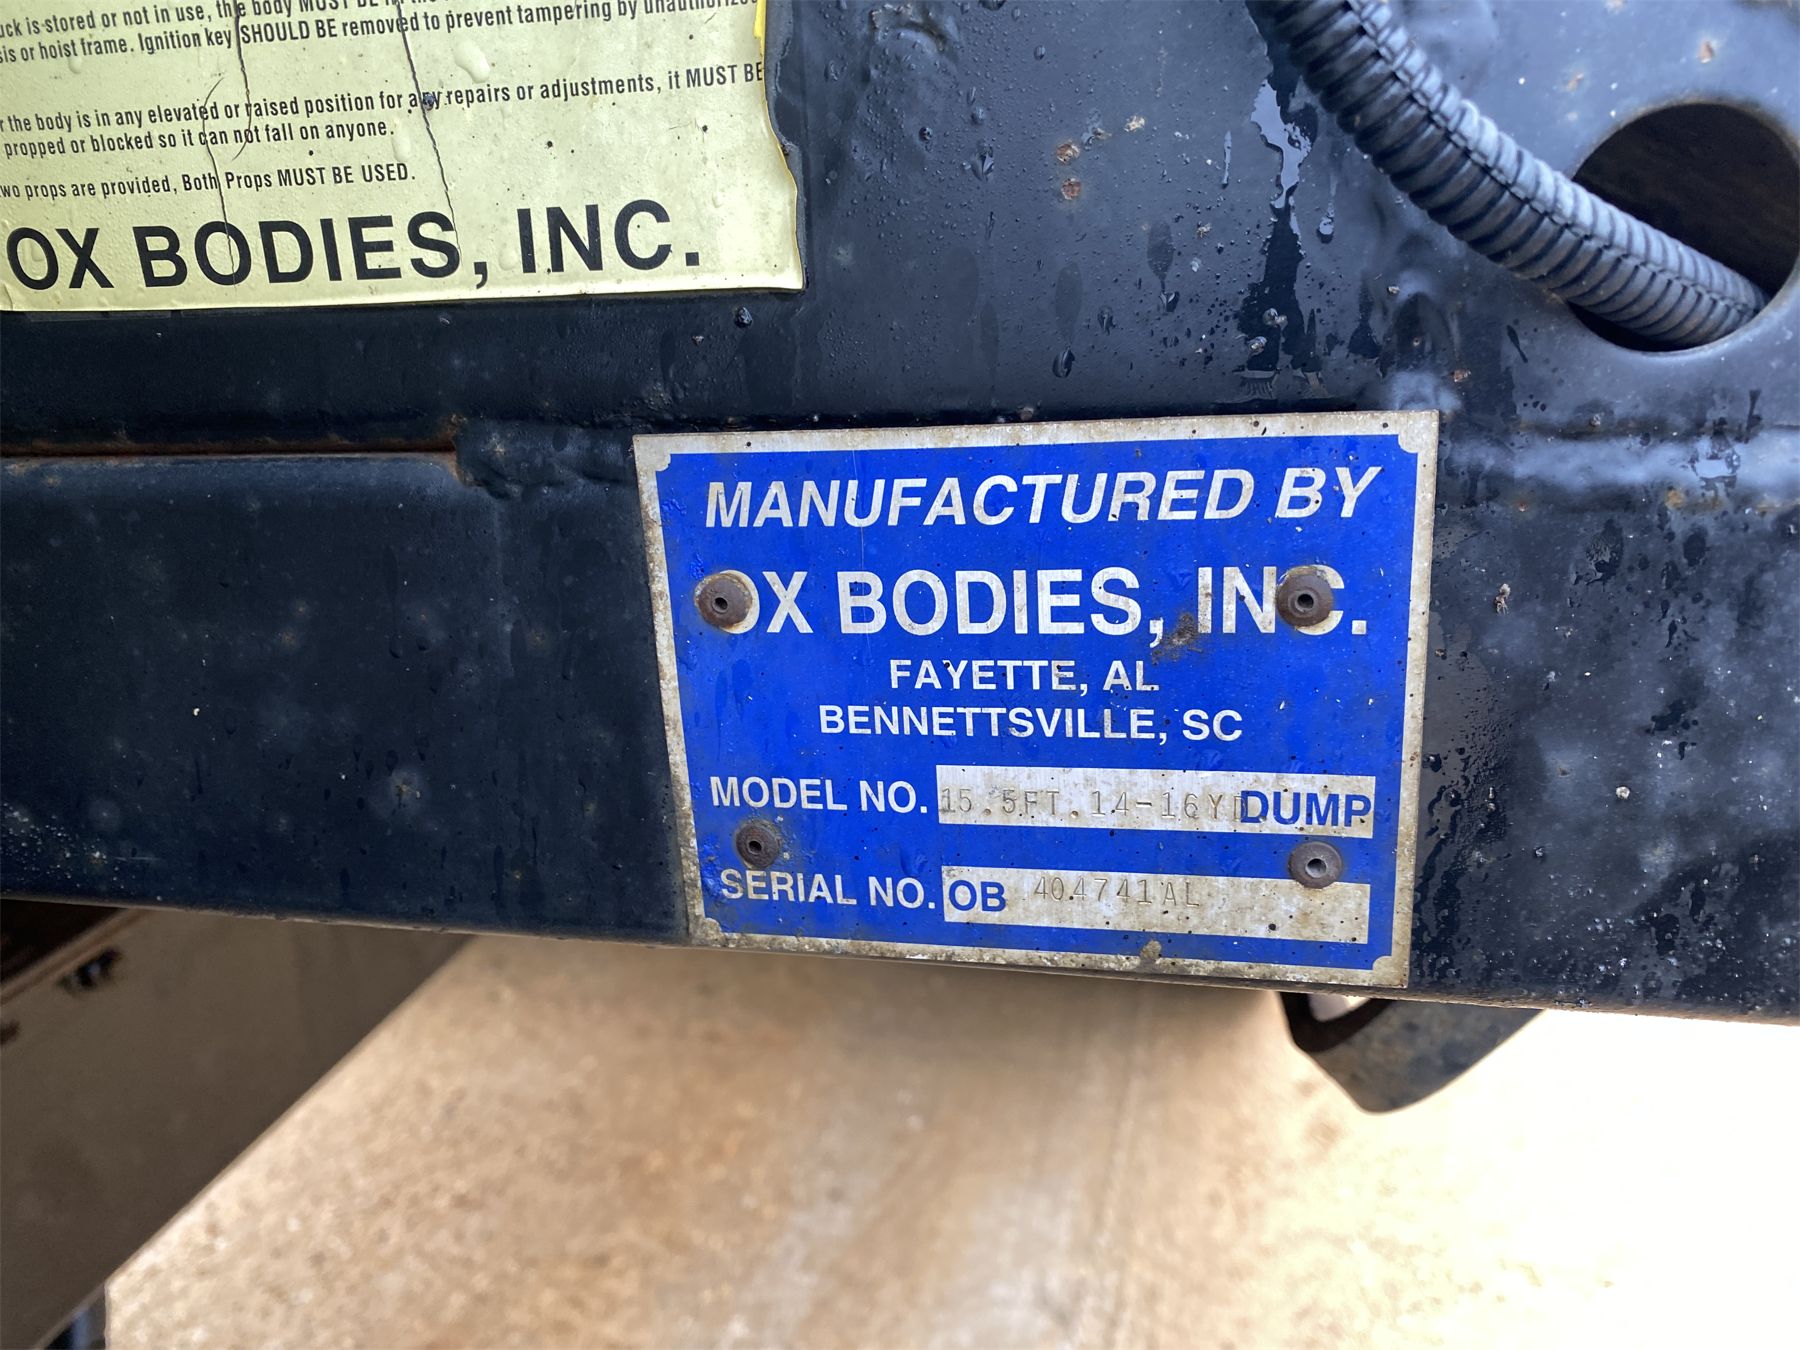 uck is stored or not in use, the body MUST BE
sis or hoist frame. Ignition key SHOULD BE removed to prevent tampering by
r the body is in any elevated or raised position for any repairs or adjustments, it MUST BE
propped or blocked so it can not fall on anyone.
wo props are provided, Both Props MUST BE USED.
OX BODIES, INC.
MANUFACTURED BY
OX BODIES, INC.
FAYETTE, AL
BENNETTSVILLE, SC
MODEL NO. 15.5FT.14-16YD DUMP
SERIAL NO. OB 404741AL